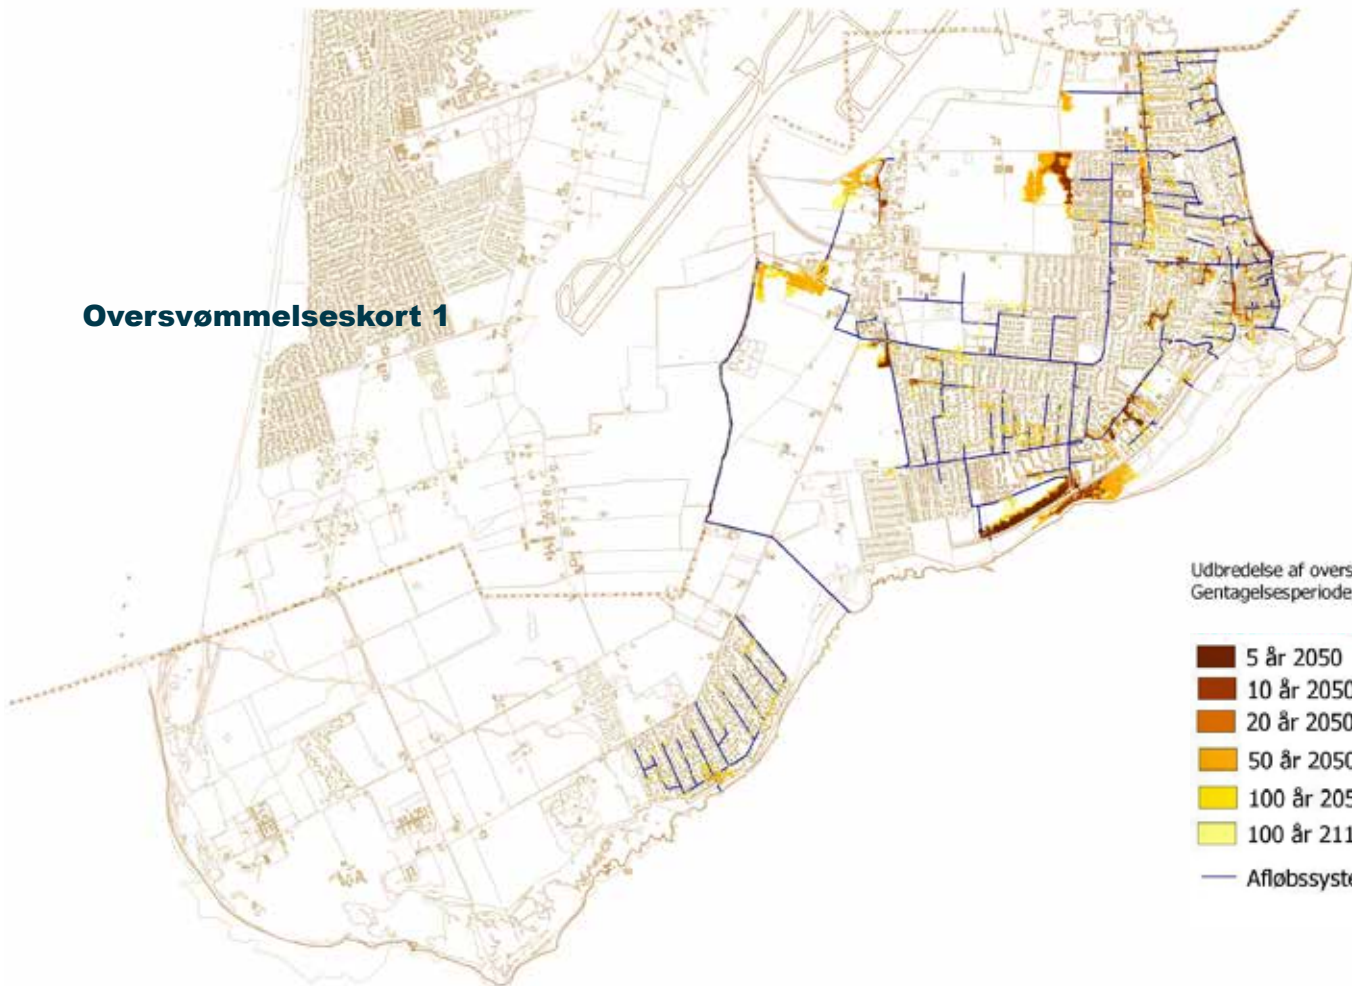 Oversvømmelseskort 1
Udbredelse af overs
Gentagelsesperiode
5 år 2050
10 år 2050
20 år 2050
50 år 2050
100 år 205
100 år 211
Afløbssyste